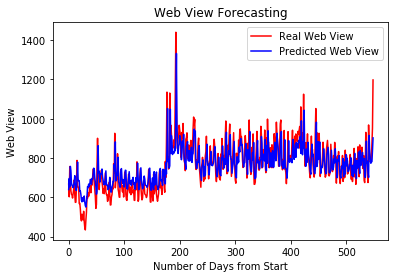 Web View Forecasting
Real Web View
Predicted Web View
1400
1200
1000
800
600
400
Web View
0 100 200 300 400 500
Number of Days from Start